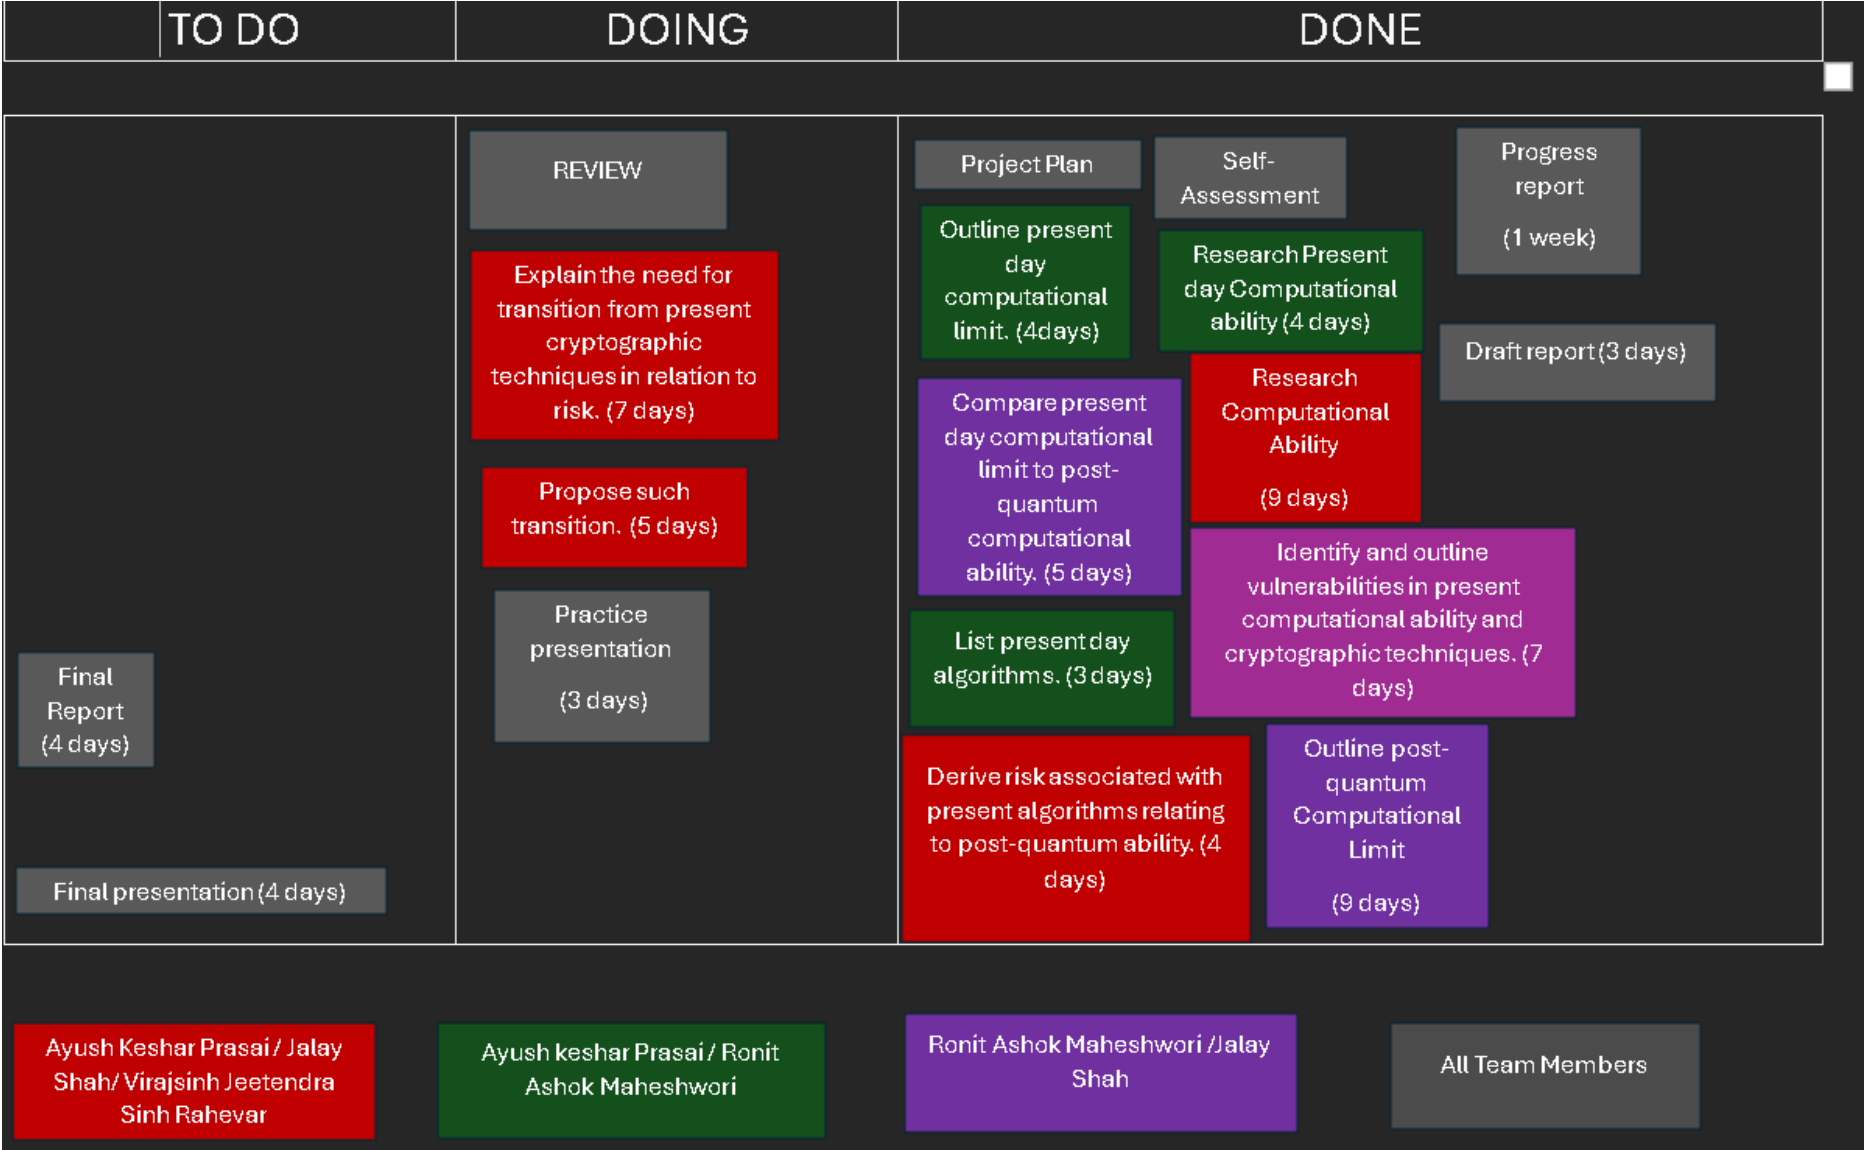 TO DO
DOING
DONE
Final
Report
(4 days)
Final presentation (4 days)
REVIEW
Explain the need for
transition from present
cryptographic
techniques in relation to
risk. (7 days)
Propose such
transition. (5 days)
Practice
presentation
(3 days)
Project Plan
Self-
Assessment
Progress
report
(1 week)
Outline present
day
computational
limit. (4days)
Research Present
day Computational
ability (4 days)
Draft report (3 days)
Compare present
day computational
limit to post-
quantum
computational
ability. (5 days)
Research
Computational
Ability
(9 days)
Identify and outline
vulnerabilities in present
computational ability and
cryptographic techniques. (7
days)
List present day
algorithms. (3 days)
Derive risk associated with
present algorithms relating
to post-quantum ability. (4
days)
Outline post-
quantum
Computational
Limit
(9 days)
Ayush Keshar Prasai / Jalay
Shah/ Virajsinh Jeetendra
Sinh Rahevar
Ayush keshar Prasai / Ronit
Ashok Maheshwori
Ronit Ashok Maheshwori /Jalay
Shah
All Team Members